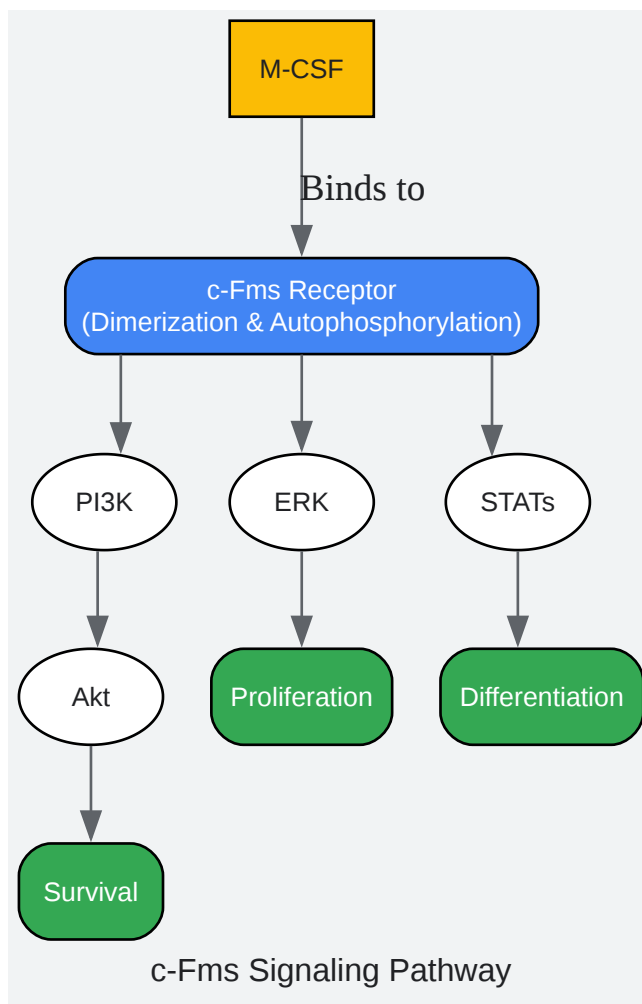 M-CSF
Binds to
c-Fms Receptor
(Dimerization & Autophosphorylation)
PI3K
ERK
STATs
Akt
Proliferation
Differentiation
Survival
c-Fms Signaling Pathway